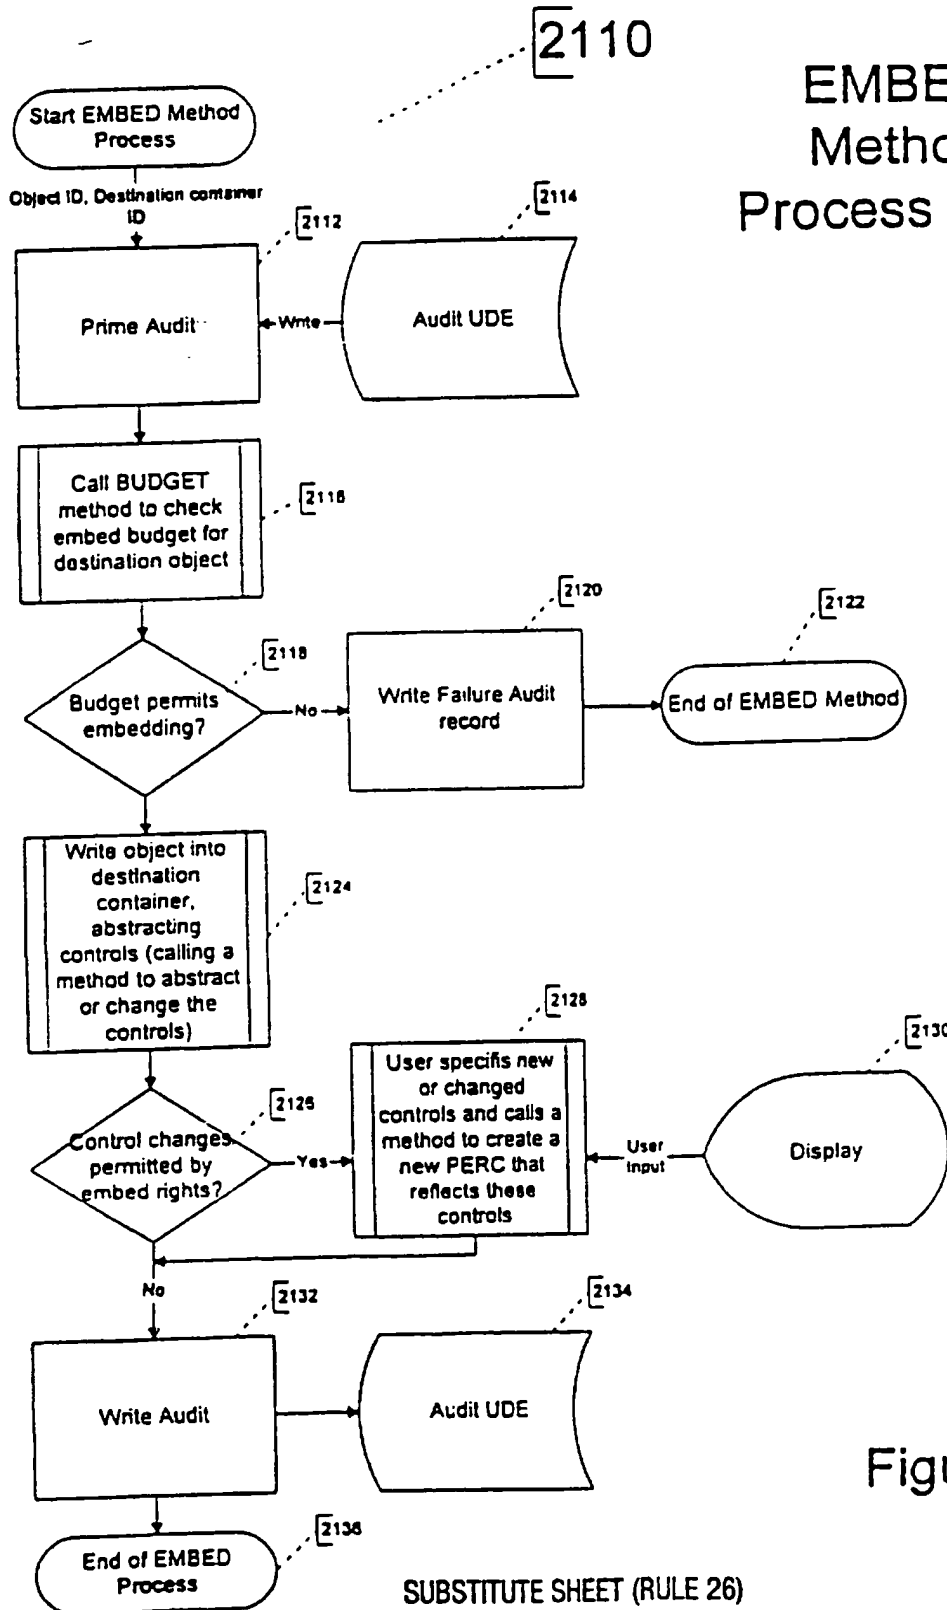 2110
EMBE
Metho
Process
Start EMBED Method
Process
Object ID, Destination container
ID
2112
2114
Prime Audit
Write
Audit UDE
Call BUDGET
method to check
embed budget for
destination object
2116
2118
2120
2122
Budget permits
embedding?
No
Write Failure Audit
record
End of EMBED Method
Write object into
destination
container,
abstracting
controls (calling a
method to abstract
or change the
controls)
2124
2126
2128
2130
Control changes
permitted by
embed rights?
Yes
User specifis new
or changed
controls and calls a
method to create a
new PERC that
reflects these
controls
User
Input
Display
No
2132
2134
Write Audit
Audit UDE
Figu
End of EMBED
Process
2136
SUBSTITUTE SHEET (RULE 26)